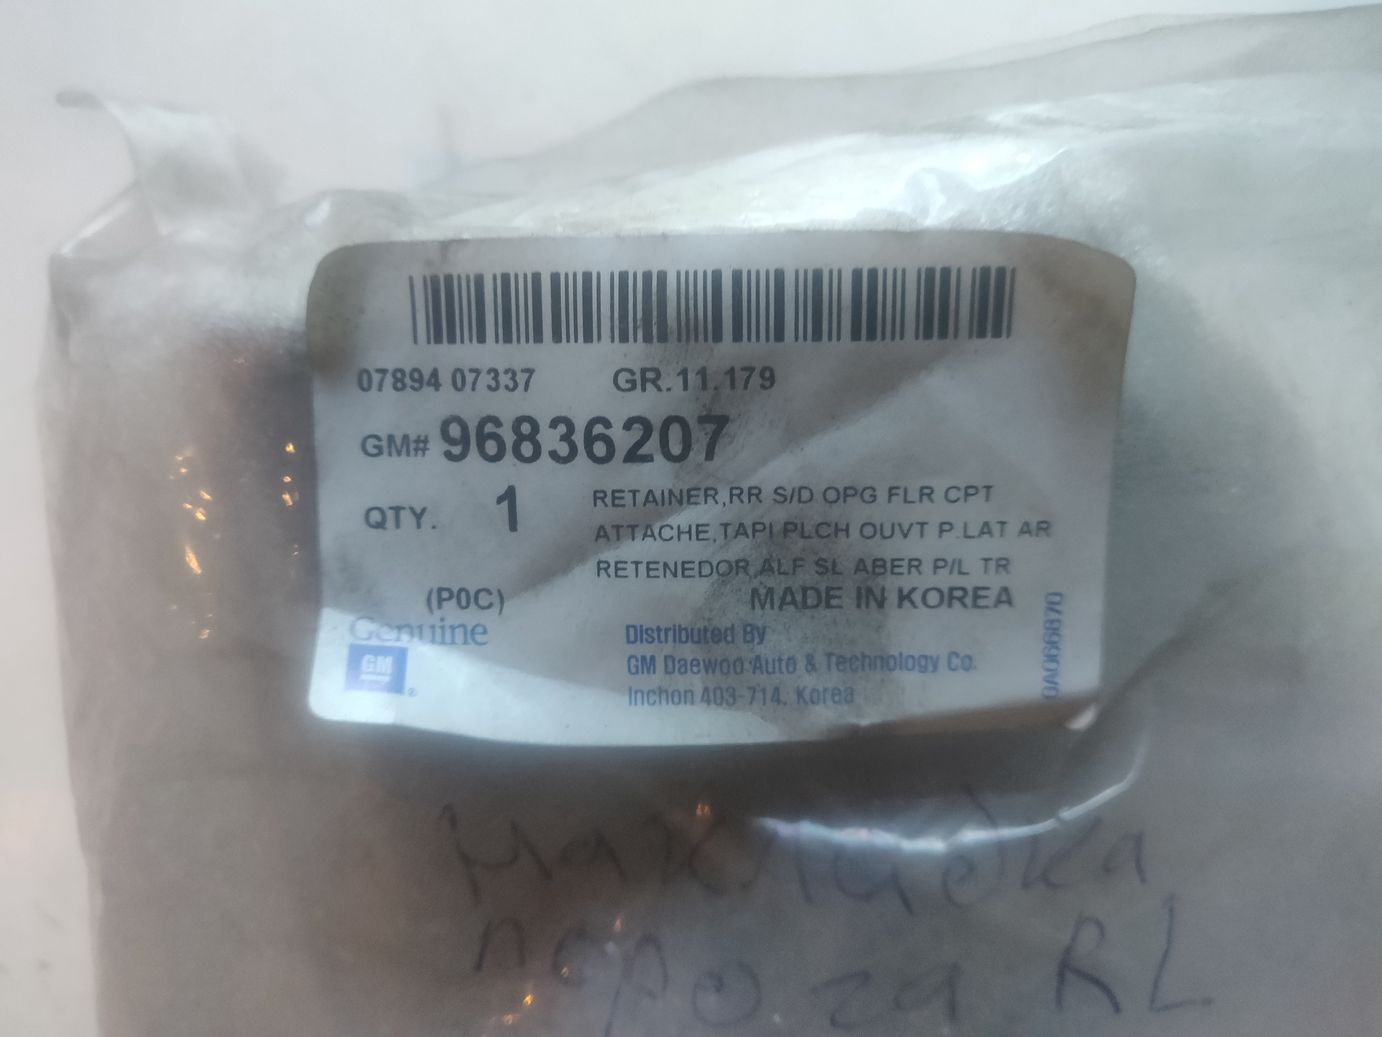 07894 07337 GR.11.179
GM# 96836207
QTY. 1
RETAINER,RR S/D OPG FLR CPT
ATTACHE,TAPI PLCH OUVT P.LAT AR
RETENEDOR,ALF SL ABER P/L TR
(P0C) MADE IN KOREA
Genuine
GM
®
Distributed By
GM Daewoo Auto & Technology Co.
Inchon 403-714, Korea
0A066870
Накладка
порога RL